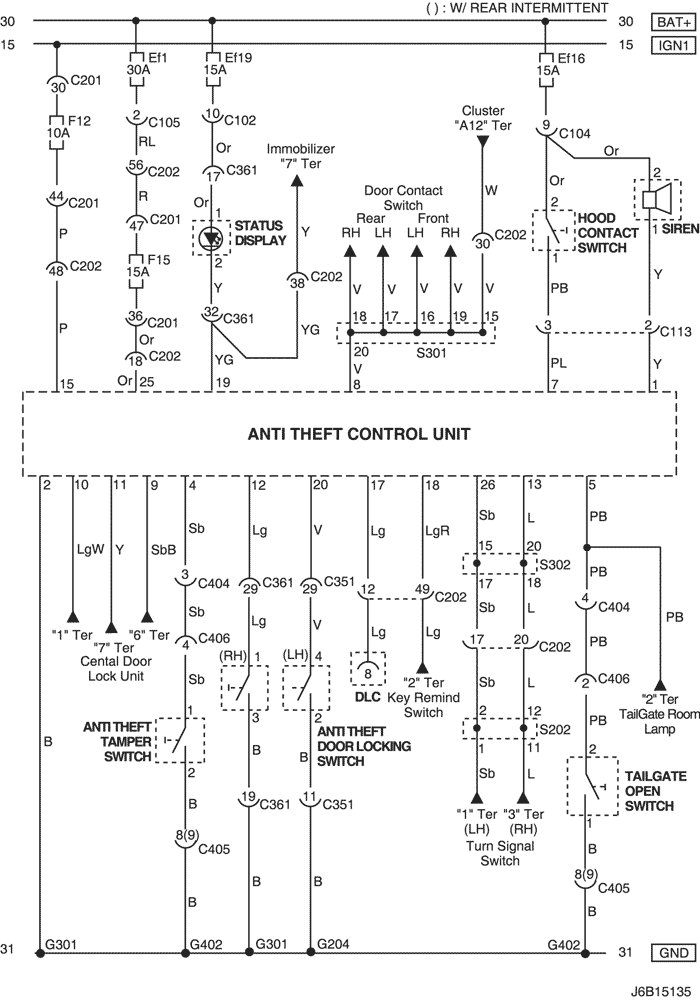 ( ) : W/ REAR INTERMITTENT
30
30
BAT+
15
15
IGN1
Ef1
30A
Ef19
15A
Ef16
15A
30
C201
F12
10A
2
C105
RL
10
C102
Or
Cluster
"A12" Ter
9
C104
Or
56
C202
R
17
C361
Immobilizer
"7" Ter
W
Or
2
44
C201
P
47
C201
Or
1
STATUS
DISPLAY
2
Door Contact
Switch
Rear
Front
RH
LH
LH
RH
30
C202
2
HOOD
CONTACT
SWITCH
1
1
SIREN
48
C202
F15
15A
Y
Y
38
C202
V
V
V
V
V
PB
Y
36
C201
Or
32
C361
YG
18
17
16
19
15
S301
3
2
C113
P
18
C202
Or
YG
20
V
PL
Y
15
25
19
8
7
1
ANTI THEFT CONTROL UNIT
2
10
11
9
4
12
20
17
18
26
13
5
LgW
Y
SbB
Sb
Lg
V
Lg
LgR
Sb
L
PB
15
20
S302
17
18
PB
3
C404
29
C361
29
C351
12
49
C202
Sb
L
4
C404
PB
"1" Ter
"7" Ter
"6" Ter
Cental Door
Lock Unit
Sb
4
C406
Lg
V
Lg
Lg
17
20
C202
PB
Sb
(RH)
1
(LH)
4
8
DLC
"2" Ter
Key Remind
Switch
Sb
L
2
C406
"2" Ter
TailGate Room
Lamp
1
ANTI THEFT
TAMPER
SWITCH
2
3
2
ANTI THEFT
DOOR LOCKING
SWITCH
2
12
S202
1
11
PB
2
B
B
B
Sb
L
TAILGATE
OPEN
SWITCH
1
B
19
C361
11
C351
"1" Ter
(LH)
"3" Ter
(RH)
Turn Signal
Switch
8(9)
C405
B
8(9)
C405
B
B
B
B
31
G301
G402
G301
G204
G402
31
GND
J6B15135